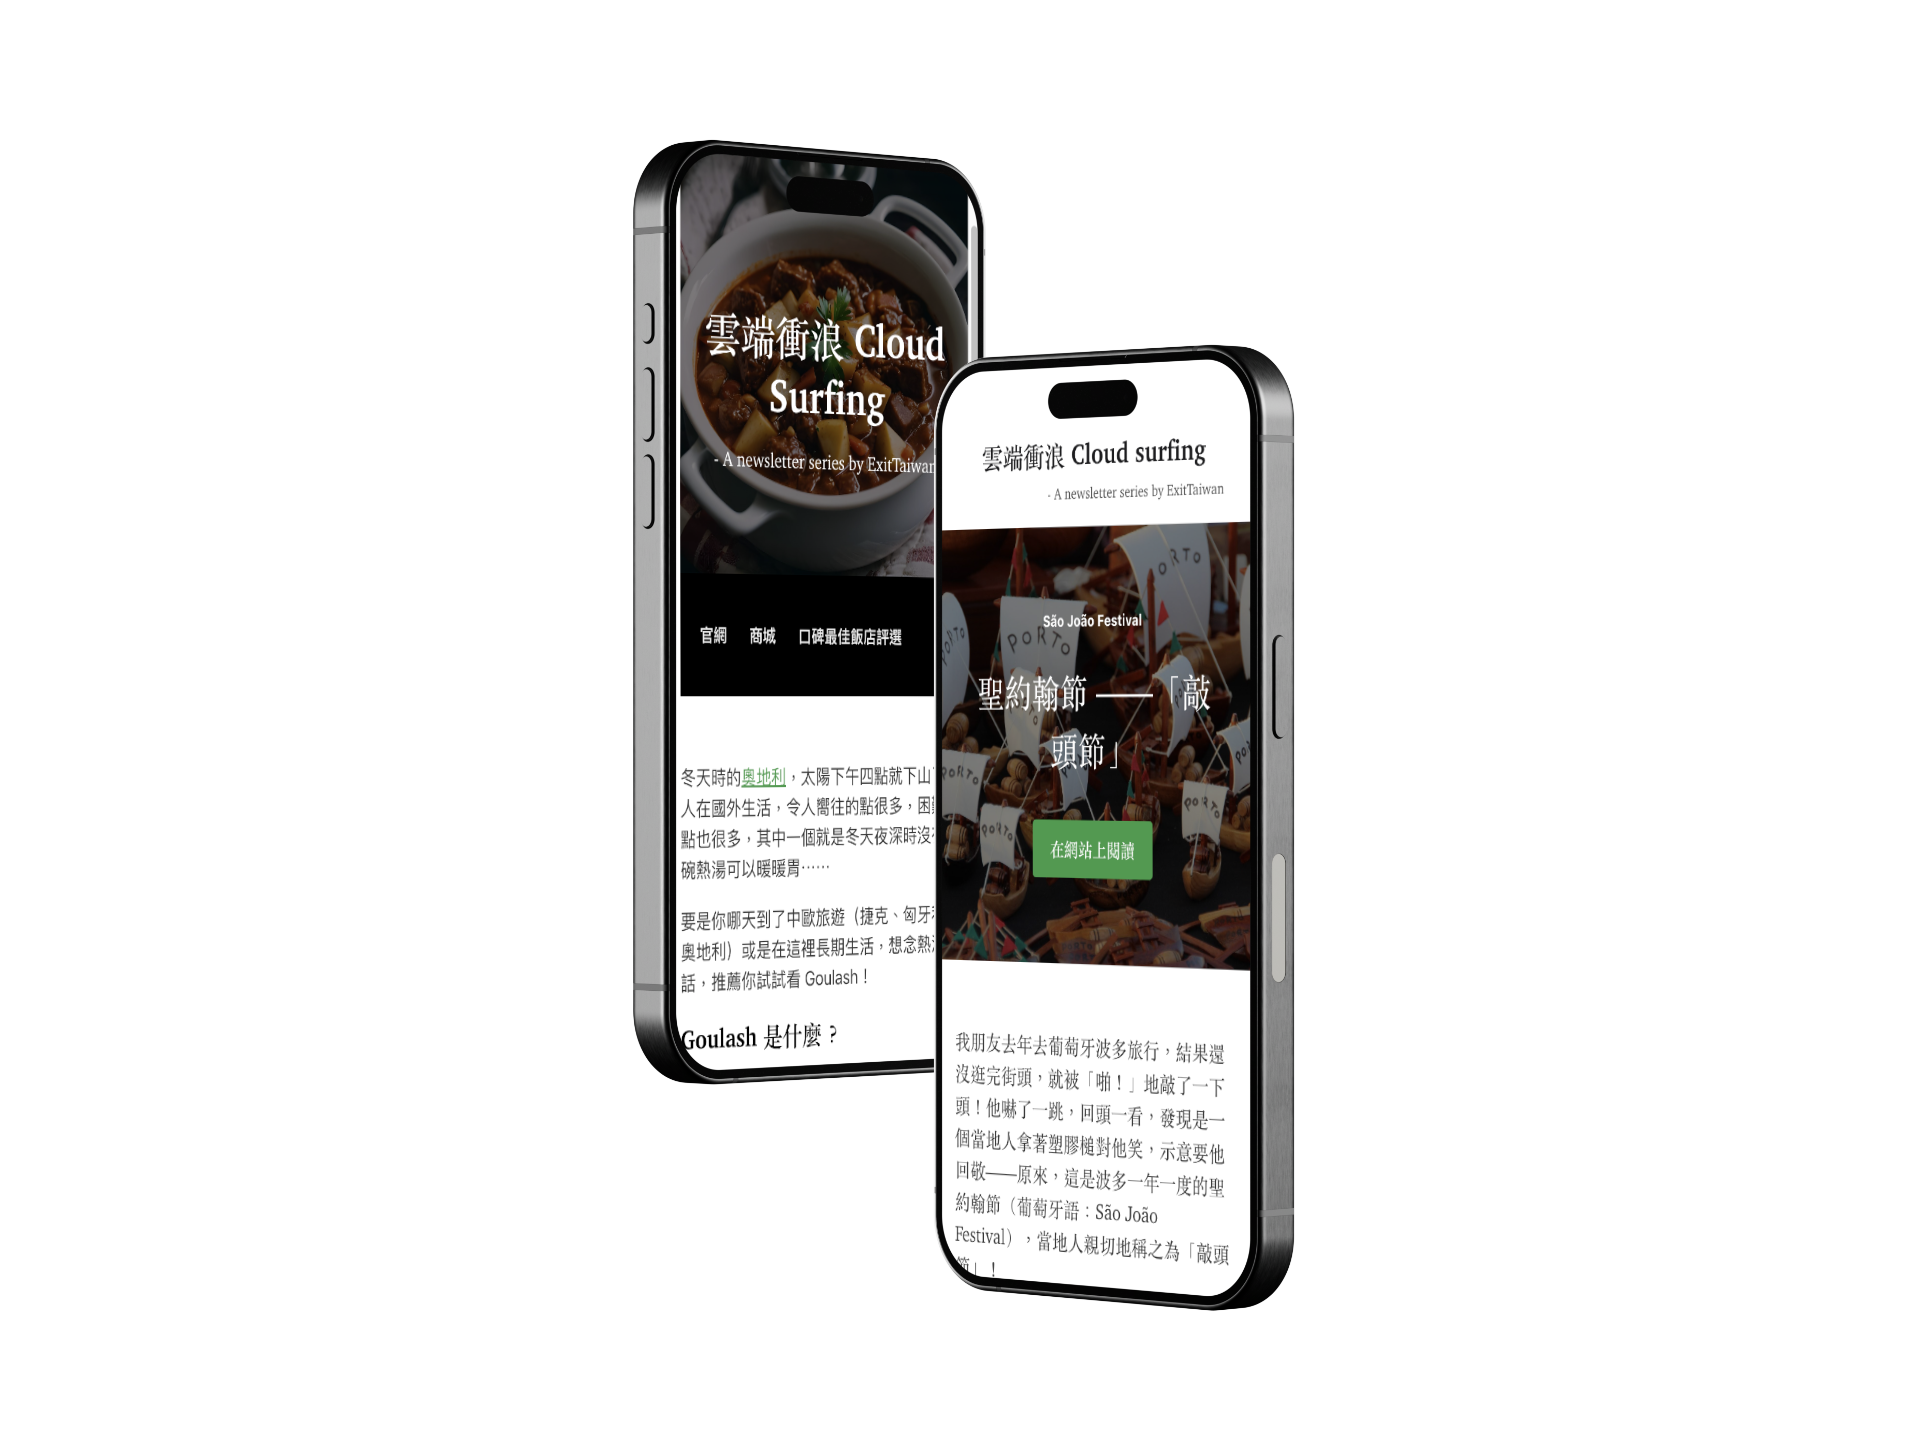 雲端衝浪 Cloud
Surfing
- A newsletter series by ExitTaiwan
官網 商城 口碑最佳飯店評選
冬天時的奧地利，太陽下午四點就下山
人在國外生活，令人嚮往的點很多，困
點也很多，其中一個就是冬天夜深時沒
碗熱湯可以暖暖胃⋯⋯
要是你哪天到了中歐旅遊（捷克、匈牙
奧地利）或是在這裡長期生活，想念熱
話，推薦你試試看 Goulash！
Goulash 是什麼？
雲端衝浪 Cloud surfing
- A newsletter series by ExitTaiwan
PORTO
PORTO
PORTO
São João Festival
聖約翰節 ——「敲
頭節」
PORTO
PORTO
PORTO
在網站上閱讀
我朋友去年去葡萄牙波多旅行，結果還
沒逛完街頭，就被「啪！」地敲了一下
頭！他嚇了一跳，回頭一看，發現是一
個當地人拿著塑膠槌對他笑，示意要他
回敬——原來，這是波多一年一度的聖
約翰節（葡萄牙語：São João
Festival），當地人親切地稱之為「敲頭
節」！